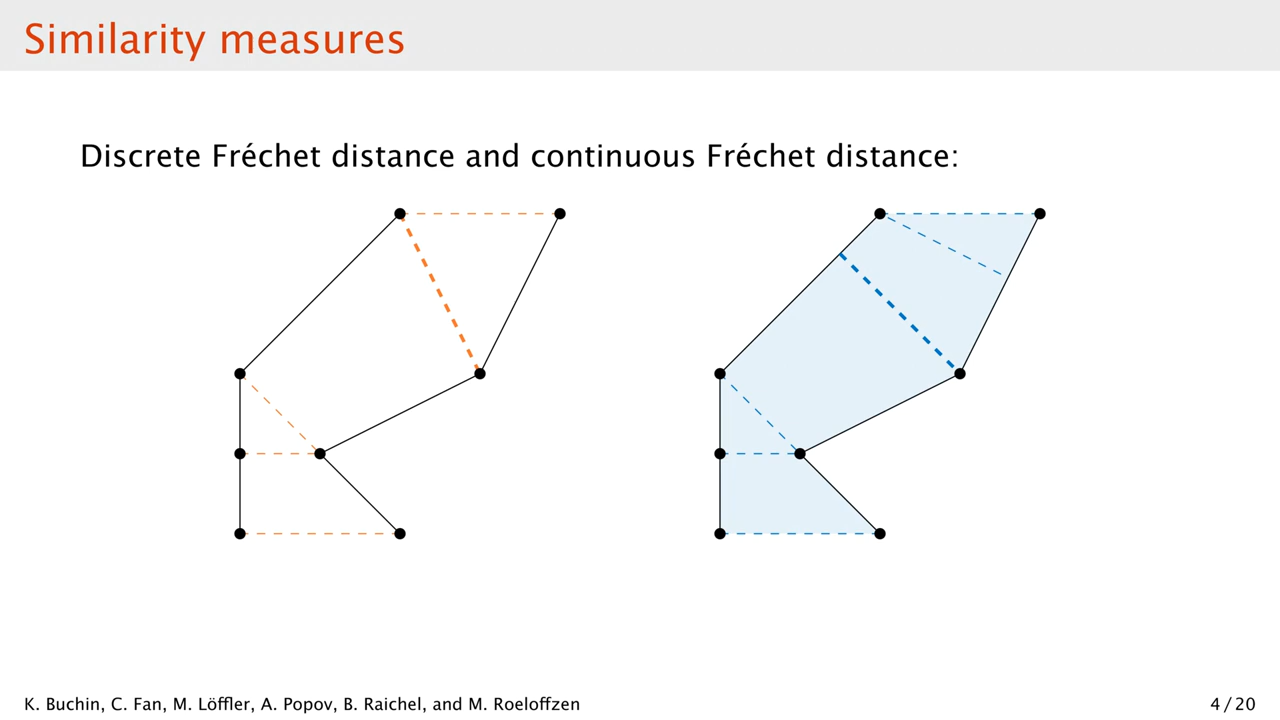 Similarity measures
Discrete Fréchet distance and continuous Fréchet distance:
K. Buchin, C. Fan, M. Löffler, A. Popov, B. Raichel, and M. Roeloffzen
4 / 20